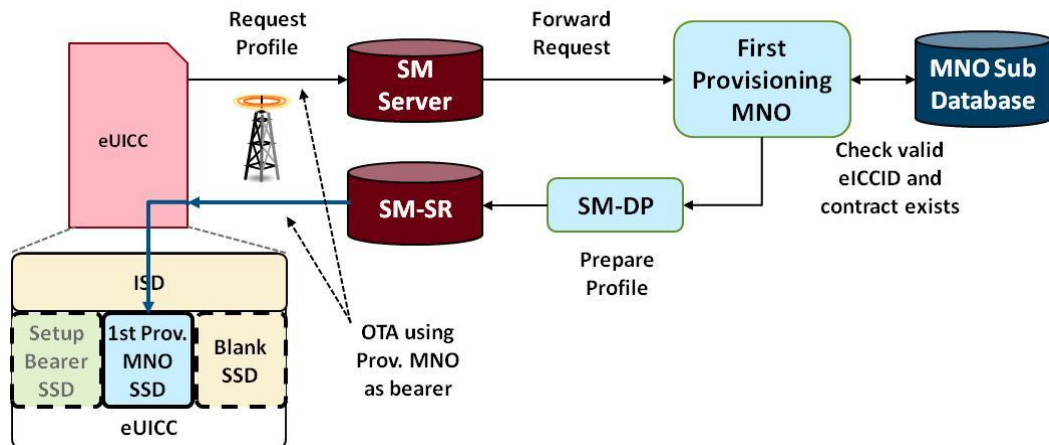 Request
Profile
Forward
Request
eUICC
SM
Server
First
Provisioning
MNO
MNO Sub
Database
Check valid
eICCID and
contract exists
SM-SR
SM-DP
Prepare
Profile
ISD
Setup
Bearer
SSD
1st Prov.
MNO
SSD
Blank
SSD
eUICC
OTA using
Prov. MNO
as bearer